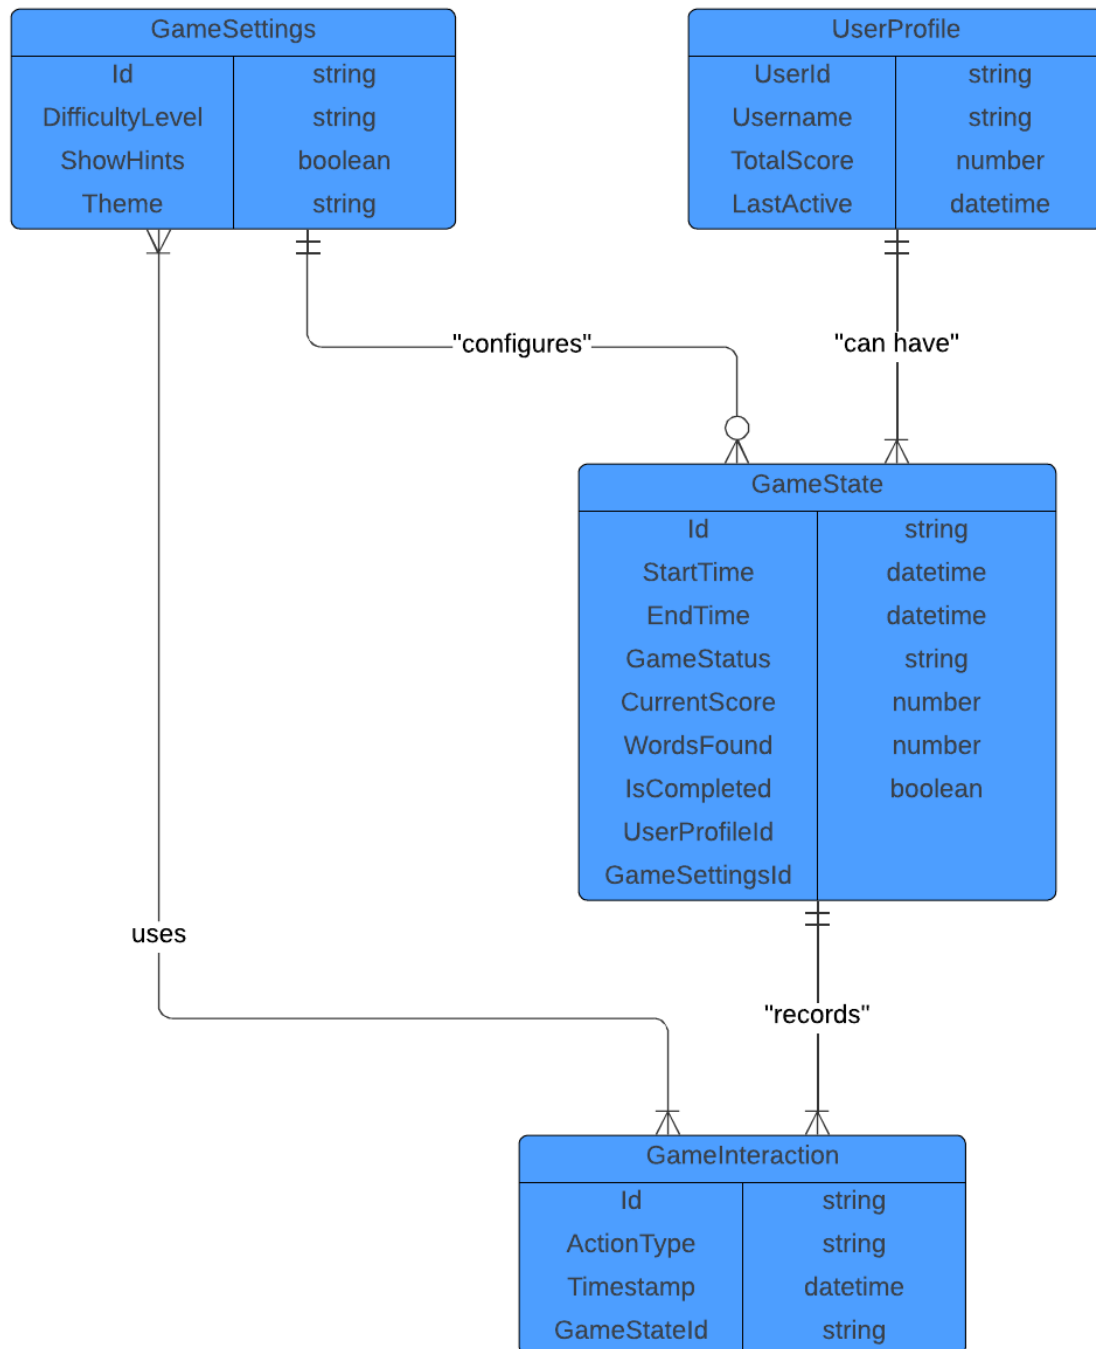 GameSettings
Id string
DifficultyLevel string
ShowHints boolean
Theme string
UserProfile
UserId string
Username string
TotalScore number
LastActive datetime
"configures"
"can have"
GameState
Id string
StartTime datetime
EndTime datetime
GameStatus string
CurrentScore number
WordsFound number
IsCompleted boolean
UserProfileId
GameSettingsId
uses
"records"
GameInteraction
Id string
ActionType string
Timestamp datetime
GameStateId string